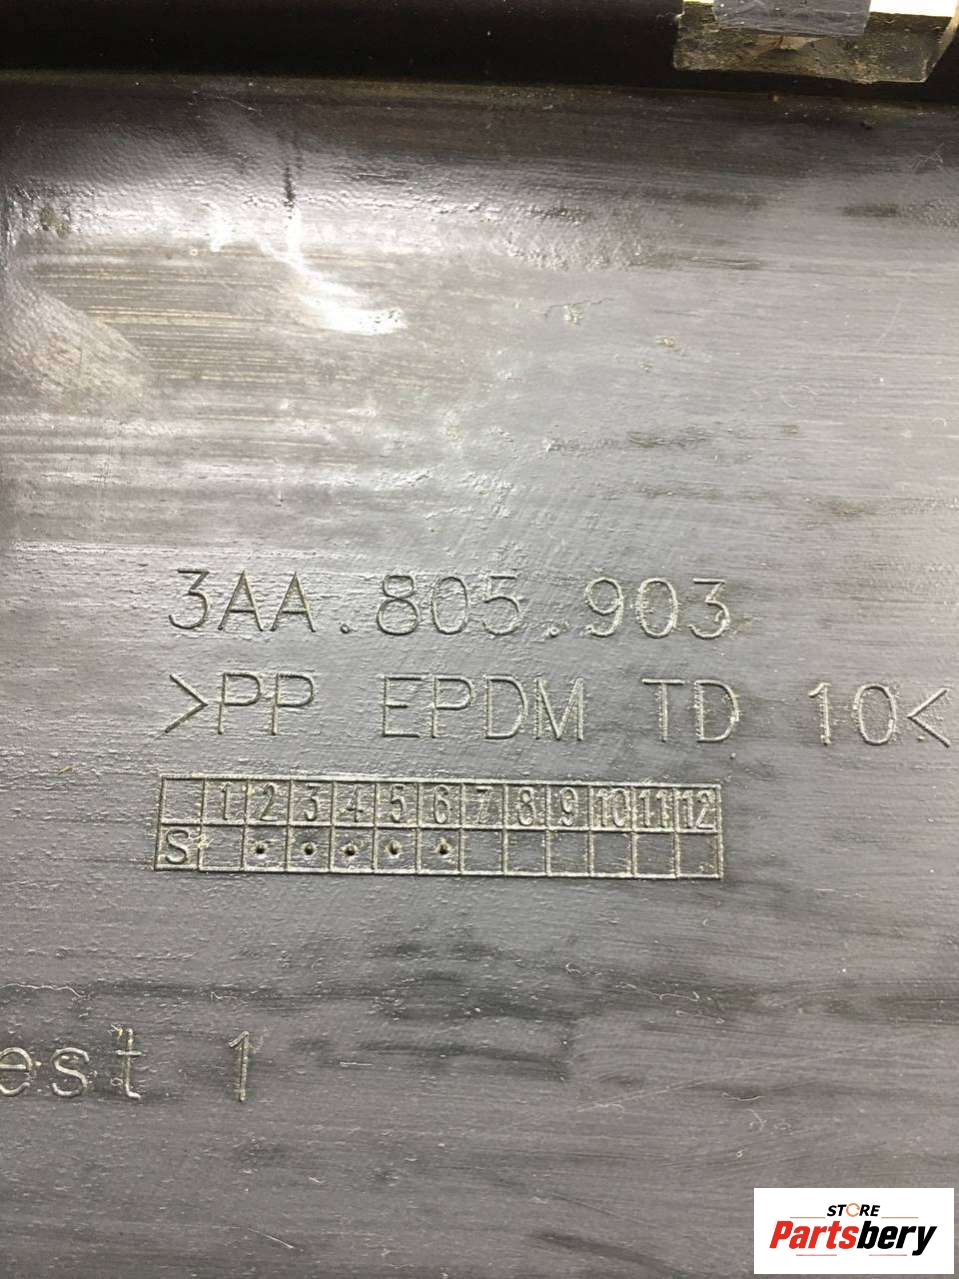 3AA.805.903
>PP EPDM TD 10<
1 2 3 4 5 6 7 8 9 10 11 12
S
est 1
STORE
Partsbery